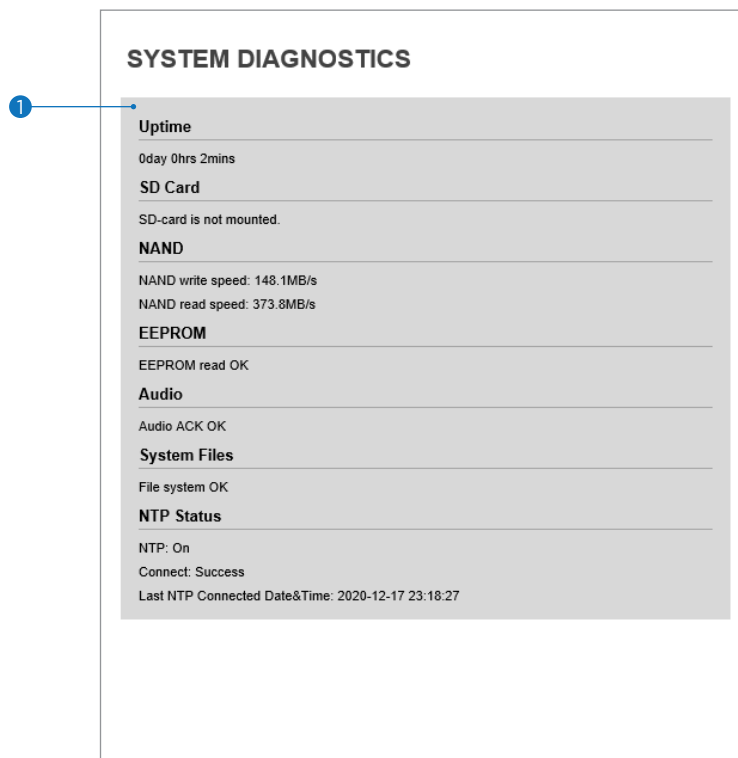 SYSTEM DIAGNOSTICS
1
Uptime
0day 0hrs 2mins
SD Card
SD-card is not mounted.
NAND
NAND write speed: 148.1MB/s
NAND read speed: 373.8MB/s
EEPROM
EEPROM read OK
Audio
Audio ACK OK
System Files
File system OK
NTP Status
NTP: On
Connect: Success
Last NTP Connected Date&Time: 2020-12-17 23:18:27